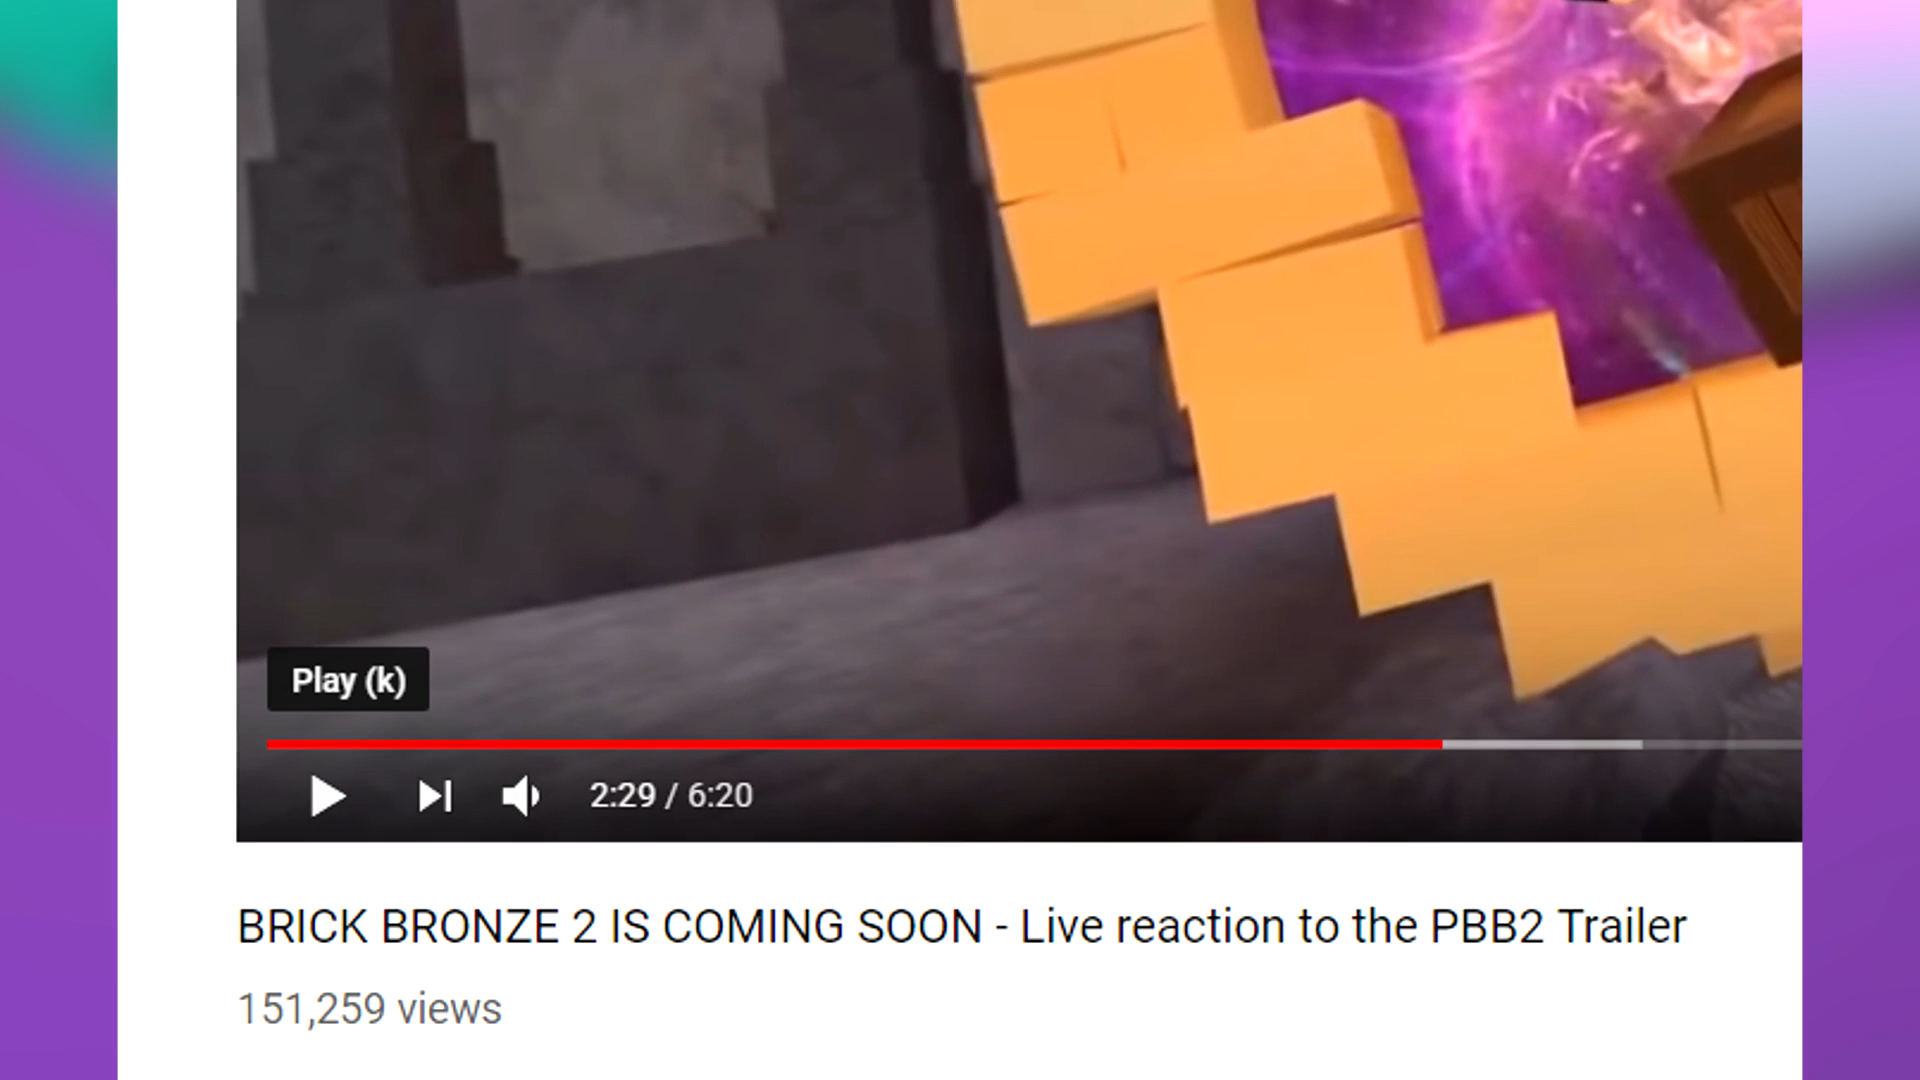 Play (k)
2:29 / 6:20
BRICK BRONZE 2 IS COMING SOON - Live reaction to the PBB2 Trailer
151,259 views